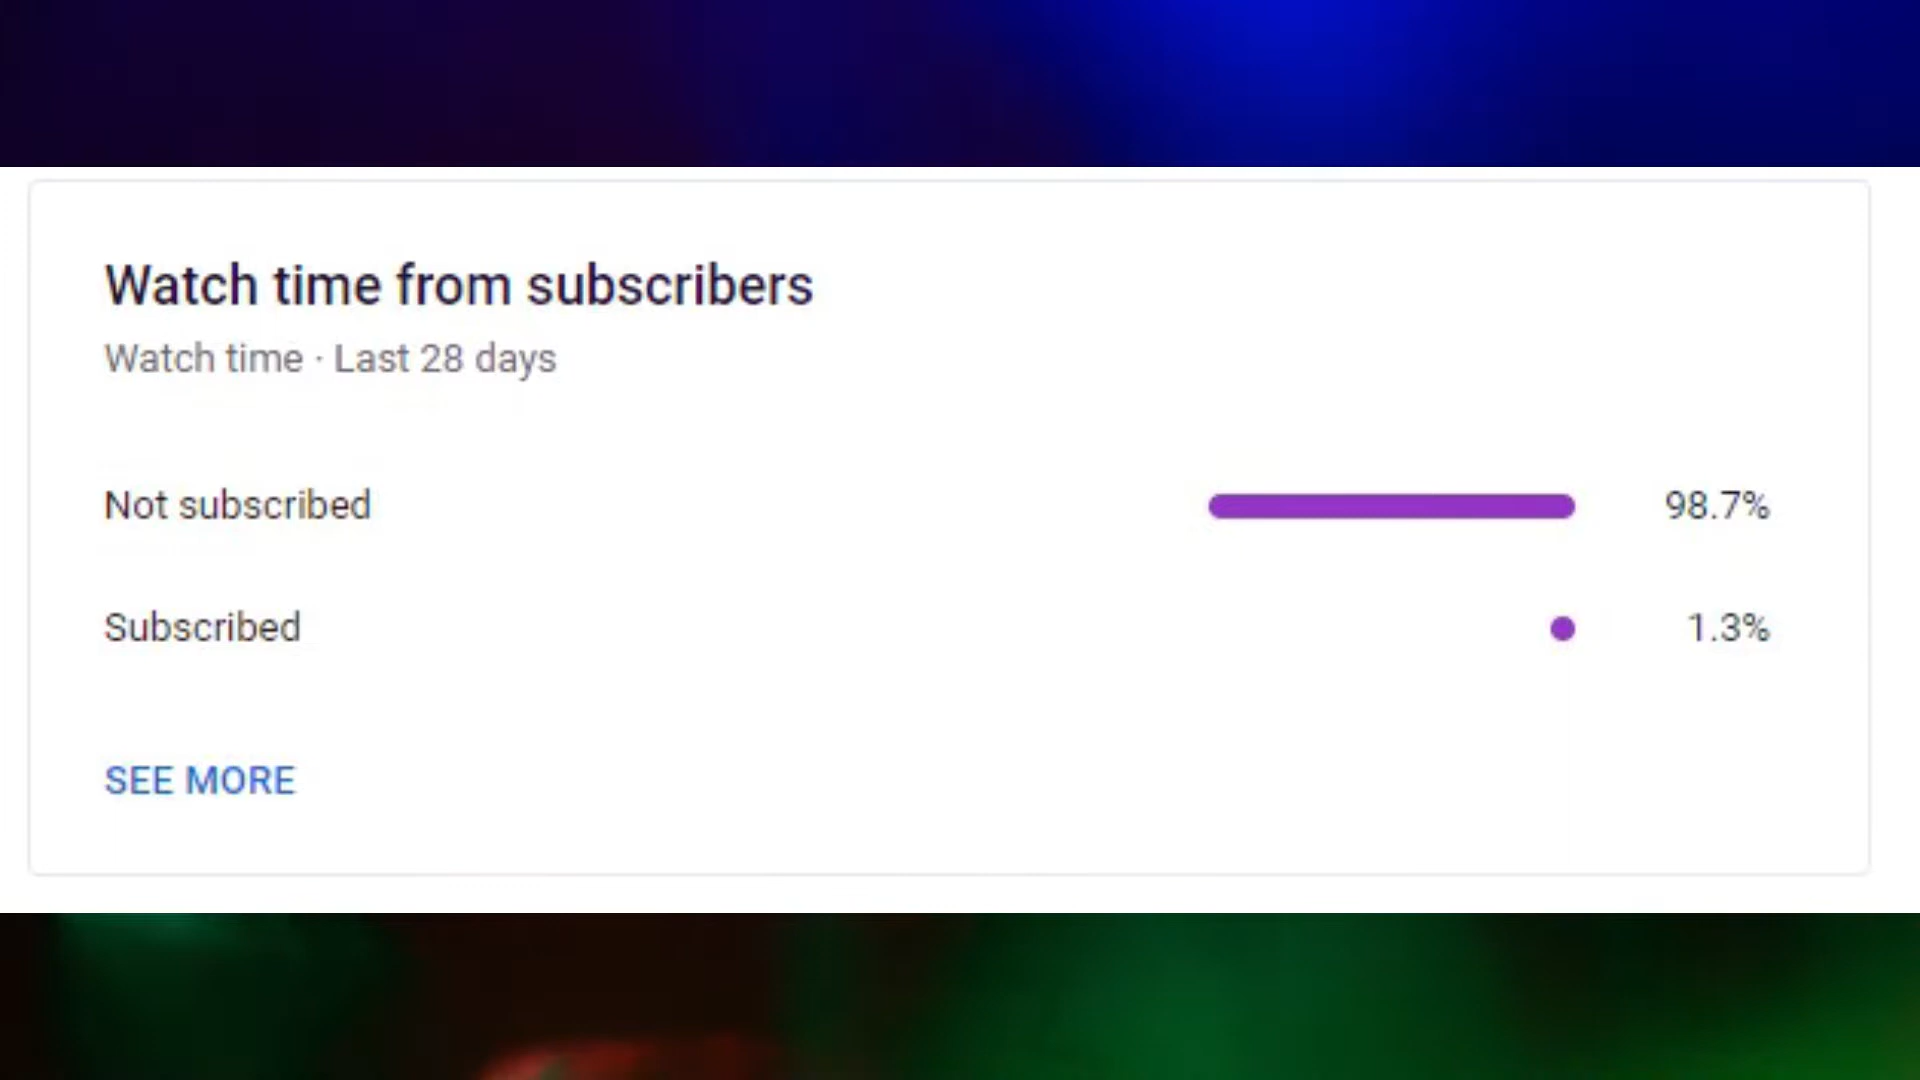 Watch time from subscribers
Watch time · Last 28 days
Not subscribed 98.7%
Subscribed 1.3%
SEE MORE